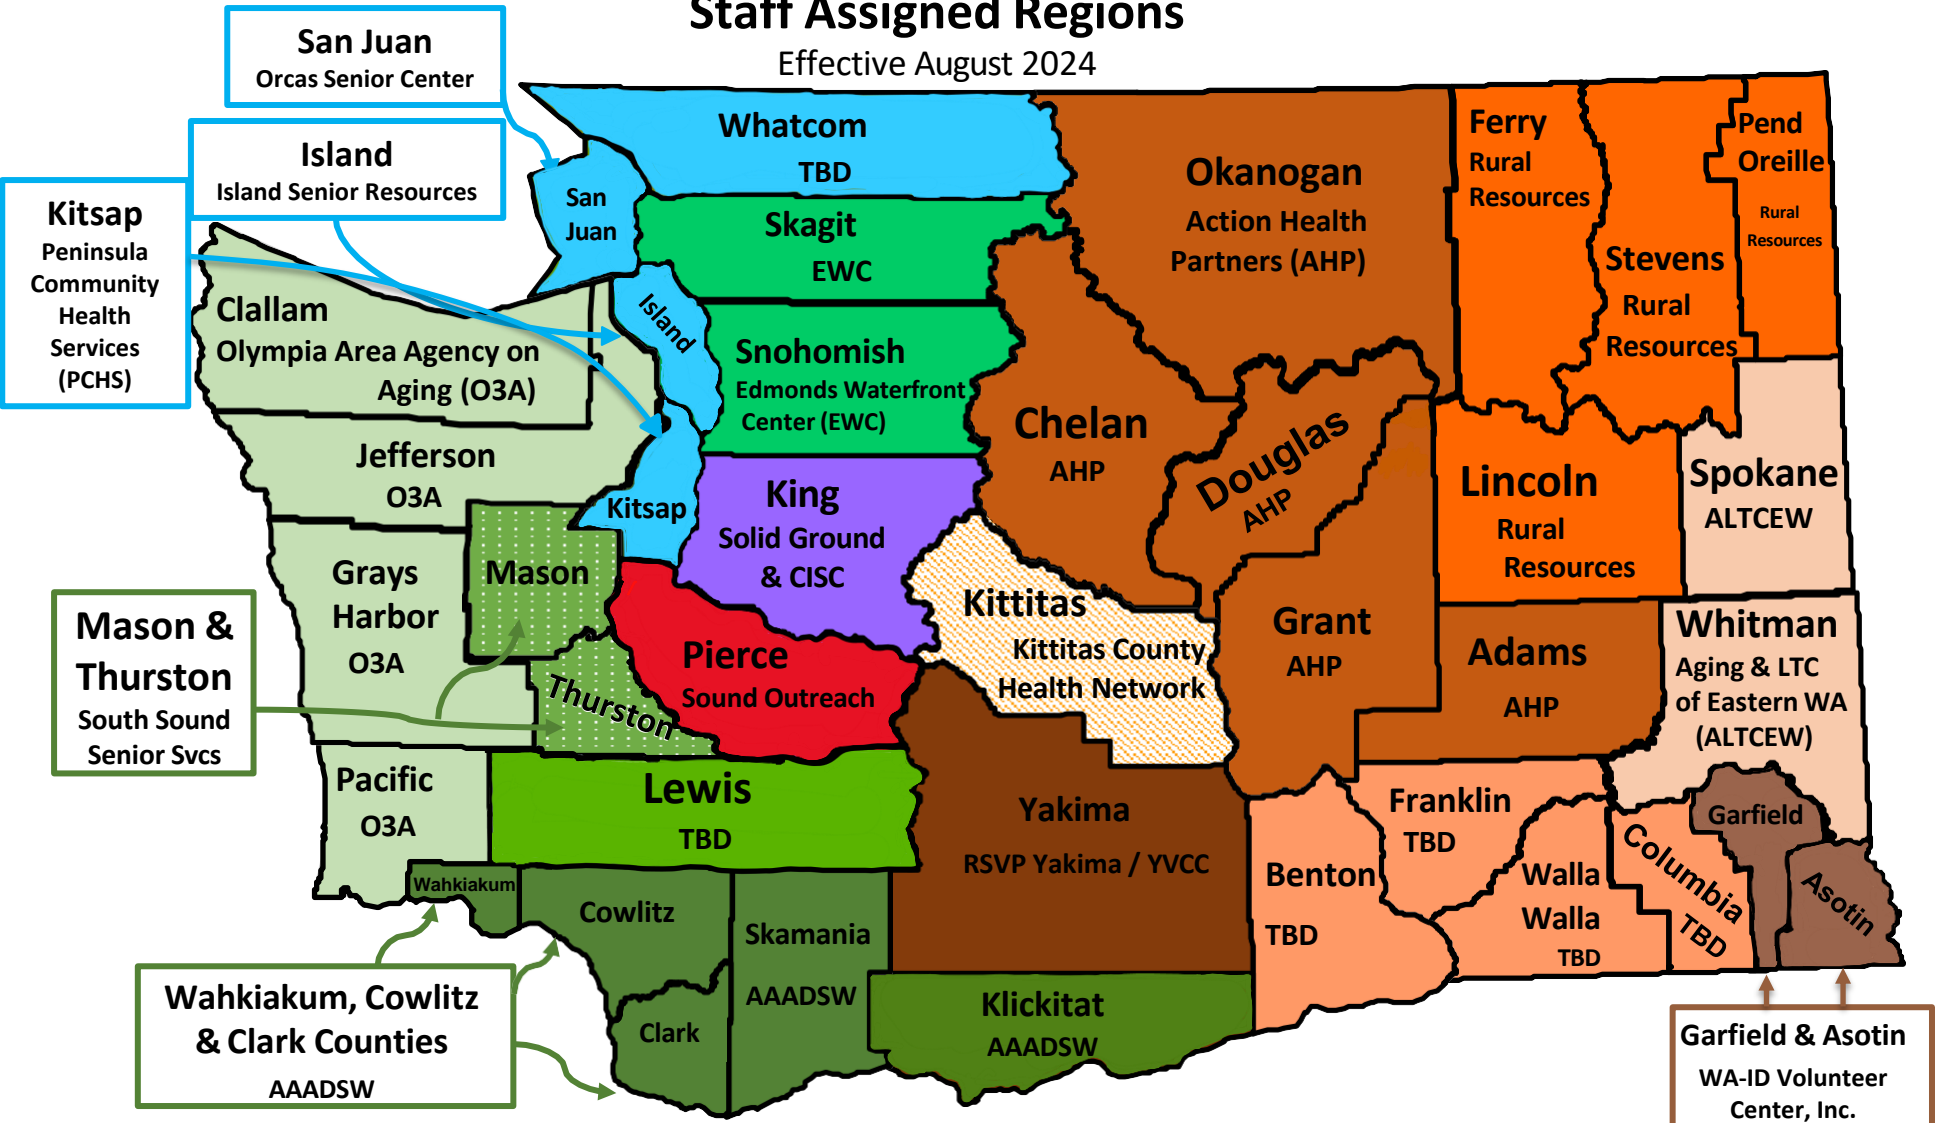 Staff Assigned Regions
Effective August 2024
San Juan
Orcas Senior Center
Island
Island Senior Resources
Kitsap
Peninsula
Community
Health
Services
(PCHS)
Whatcom
TBD
San
Juan
Skagit
EWC
Island
Snohomish
Edmonds Waterfront
Center (EWC)
Clallam
Olympia Area Agency on
Aging (O3A)
Jefferson
O3A
Kitsap
King
Solid Ground
& CISC
Okanogan
Action Health
Partners (AHP)
Ferry
Rural
Resources
Stevens
Rural
Resources
Pend
Oreille
Rural
Resources
Chelan
AHP
Douglas
AHP
Lincoln
Rural
Resources
Spokane
ALTCEW
Grays
Harbor
O3A
Mason
Mason &
Thurston
South Sound
Senior Svcs
Thurston
Pierce
Sound Outreach
Kittitas
Kittitas County
Health Network
Grant
AHP
Adams
AHP
Whitman
Aging & LTC
of Eastern WA
(ALTCEW)
Pacific
O3A
Lewis
TBD
Yakima
RSVP Yakima / YVCC
Benton
TBD
Franklin
TBD
Walla
Walla
TBD
Columbia
TBD
Garfield
Asotin
Wahkiakum
Cowlitz
Skamania
AAADSW
Clark
Klickitat
AAADSW
Wahkiakum, Cowlitz
& Clark Counties
AAADSW
Garfield & Asotin
WA-ID Volunteer
Center, Inc.